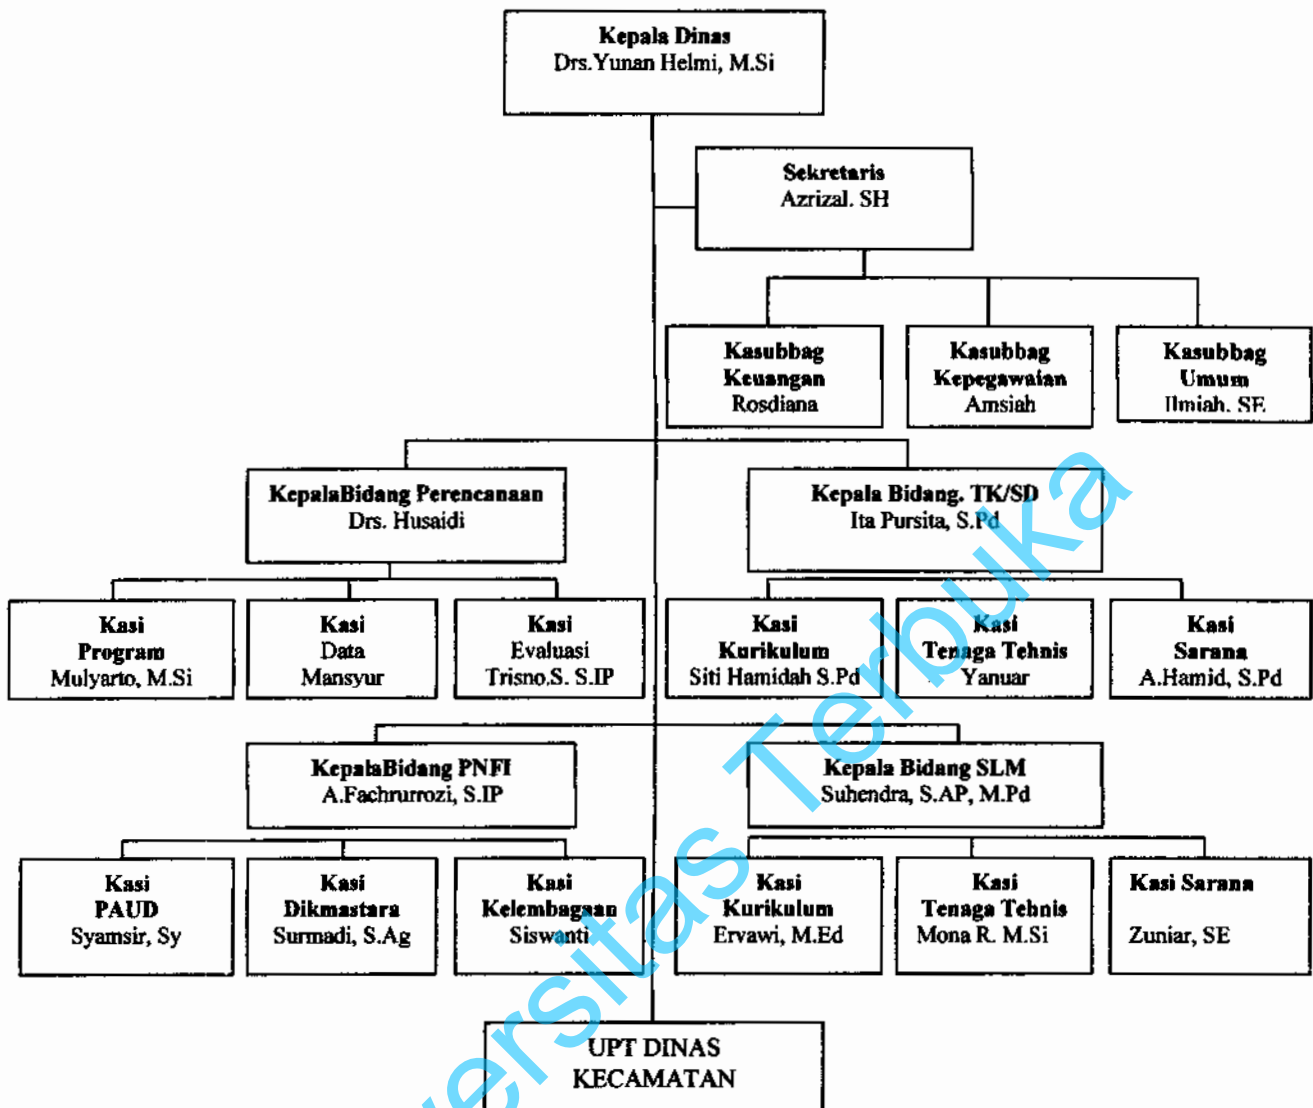 Kepala Dinas
Drs.Yunan Helmi, M.Si
Sekretaris
Azrizal. SH
Kasubbag
Keuangan
Rosdiana
Kasubbag
Kepegawaian
Amsiah
Kasubbag
Umum
Ilmiah. SE
KepalaBidang Perencanaan
Drs. Husaidi
Kepala Bidang. TK/SD
Ita Pursita, S.Pd
Kasi
Program
Mulyarto, M.Si
Kasi
Data
Mansyur
Kasi
Evaluasi
Trisno,S. S.IP
Kasi
Kurikulum
Siti Hamidah S.Pd
Kasi
Tenaga Tehnis
Yanuar
Kasi
Sarana
A.Hamid, S.Pd
KepalaBidang PNFI
A.Fachrurrozi, S.IP
Kepala Bidang SLM
Suhendra, S.AP, M.Pd
Kasi
PAUD
Syamsir, Sy
Kasi
Dikmastara
Surmadi, S.Ag
Kasi
Kelembagaan
Siswanti
Kasi
Kurikulum
Ervawi, M.Ed
Kasi
Tenaga Tehnis
Mona R. M.Si
Kasi Sarana
Zuniar, SE
UPT DINAS
KECAMATAN
ersitas Terbuka